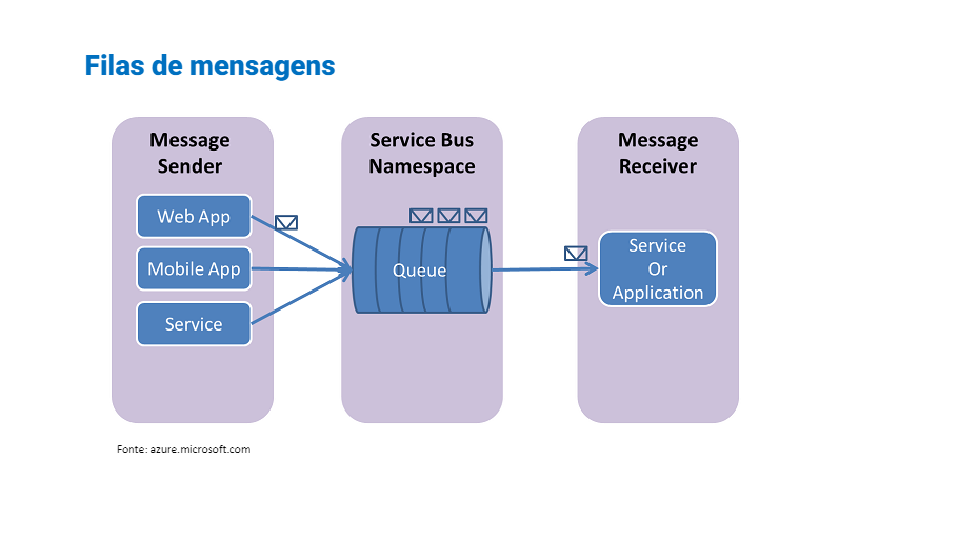 Filas de mensagens
Message
Sender
Web App
Mobile App
Service
Service Bus
Namespace
Queue
Message
Receiver
Service
Or
Application
Fonte: azure.microsoft.com